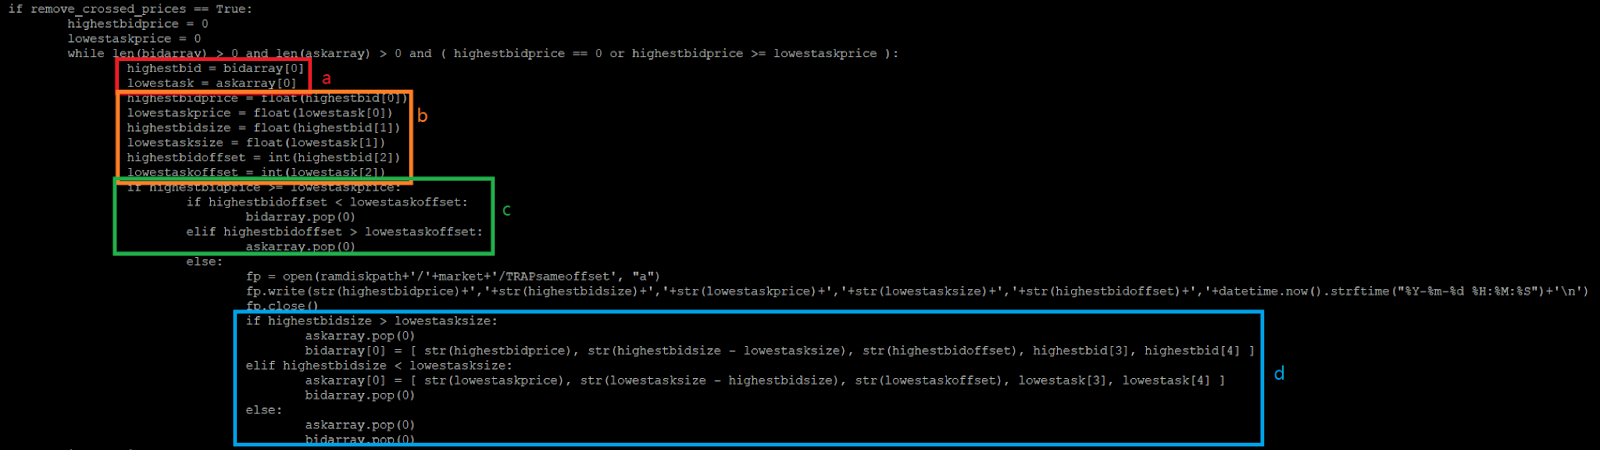 if remove_crossed_prices == True:
highestbidprice = 0
lowestaskprice = 0
while len(bidarray) > 0 and len(askarray) > 0 and ( highestbidprice == 0 or highestbidprice >= lowestaskprice ):
highestbid = bidarray[0]
lowestask = askarray[0]
a
highestbidprice = float(highestbid[0])
lowestaskprice = float(lowestask[0])
b
highestbidsize = float(highestbid[1])
lowestasksize = float(lowestask[1])
highestbidoffset = int(highestbid[2])
lowestaskoffset = int(lowestask[2])
if highestbidprice >= lowestaskprice:
if highestbidoffset < lowestaskoffset:
c
bidarray.pop(0)
elif highestbidoffset > lowestaskoffset:
askarray.pop(0)
else:
fp = open(ramdiskpath+'/'+market+'/TRAPsameoffset', "a")
fp.write(str(highestbidprice)+','+str(highestbidsize)+','+str(lowestaskprice)+','+str(lowestasksize)+','+str(highestbidoffset)+','+datetime.now().strftime("%Y-%m-%d %H:%M:%S")+'\n')
fp.close()
if highestbidsize > lowestasksize:
askarray.pop(0)
bidarray[0] = [ str(highestbidprice), str(highestbidsize - lowestasksize), str(highestbidoffset), highestbid[3], highestbid[4] ]
elif highestbidsize < lowestasksize:
d
askarray[0] = [ str(lowestaskprice), str(lowestasksize - highestbidsize), str(lowestaskoffset), lowestask[3], lowestask[4] ]
bidarray.pop(0)
else:
askarray.pop(0)
bidarray.pop(0)